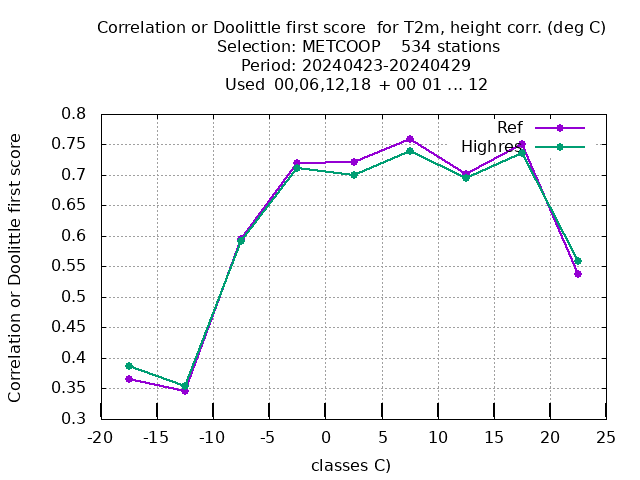 Correlation or Doolittle first score  for T2m, height corr. (deg C)
Selection: METCOOP    534 stations
Period: 20240423-20240429
Used  00,06,12,18 + 00 01 ... 12
Correlation or Doolittle first score
0.8
0.75
0.7
0.65
0.6
0.55
0.5
0.45
0.4
0.35
0.3
Ref
Highres
-20 -15 -10 -5 0 5 10 15 20 25
classes C)